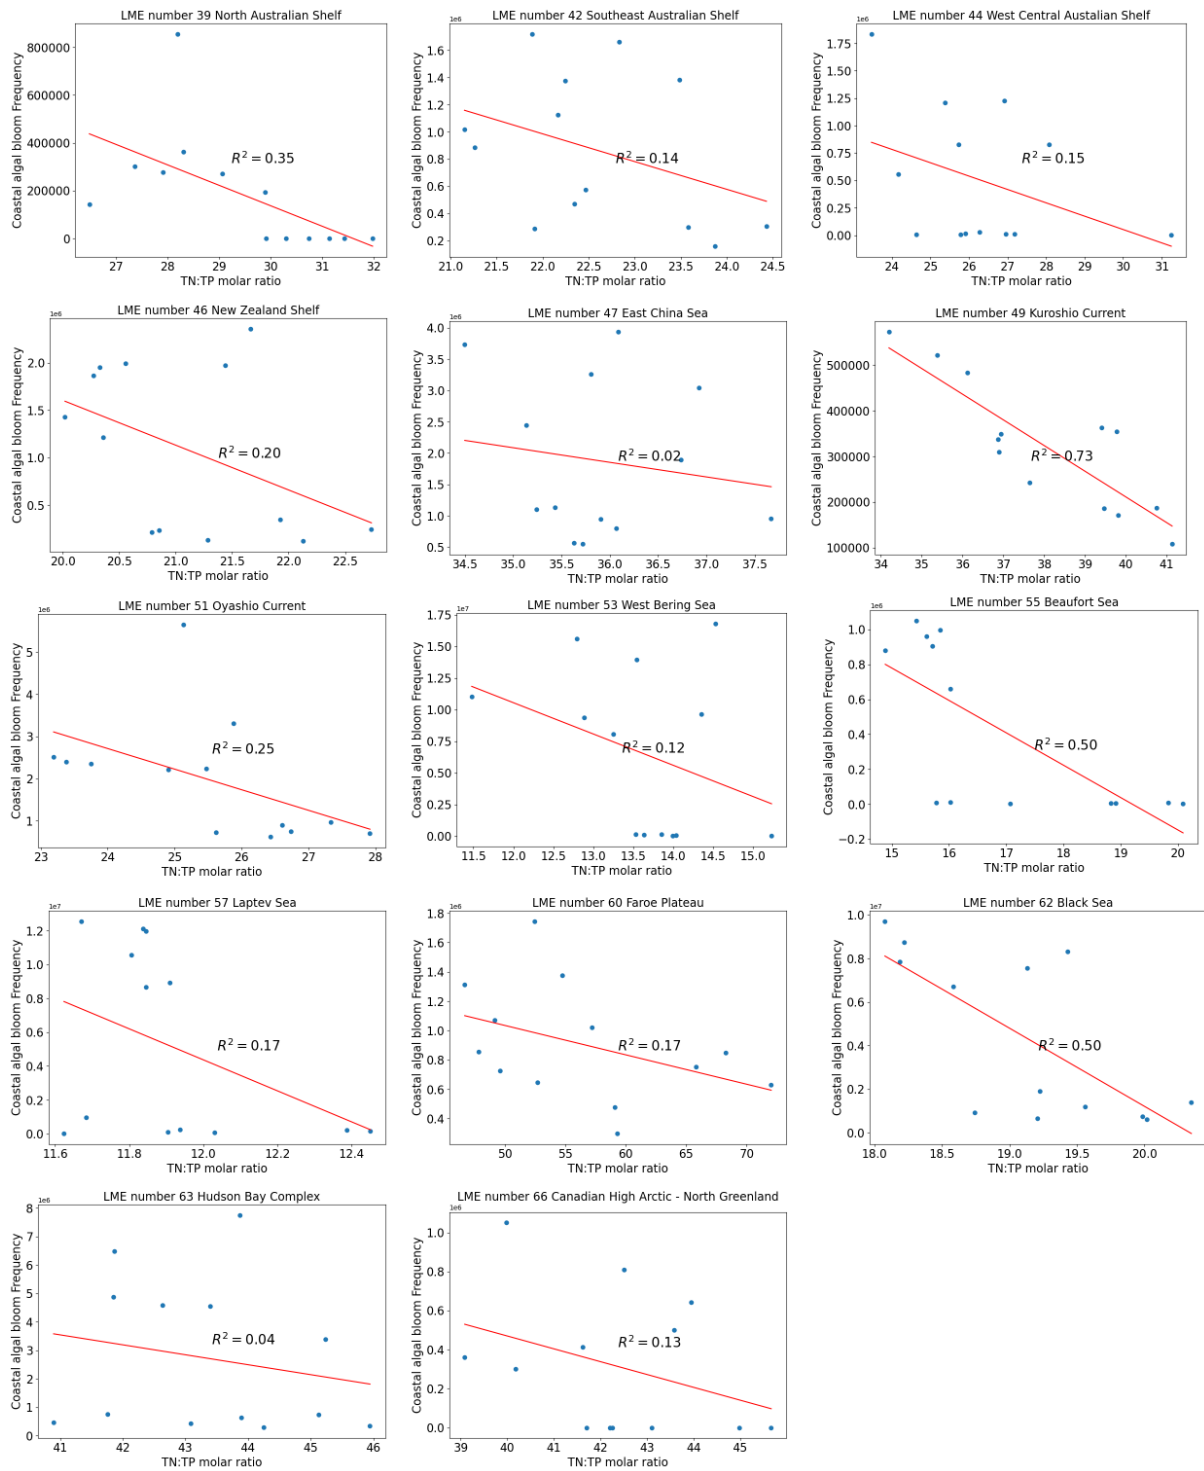 LME number 39 North Australian Shelf
Coastal algal bloom Frequency
800000
600000
400000
200000
0
R² = 0.35
27 28 29 30 31 32
TN:TP molar ratio
LME number 42 Southeast Australian Shelf
1e6
Coastal algal bloom Frequency
1.6
1.4
1.2
1.0
0.8
0.6
0.4
0.2
R² = 0.14
21.0 21.5 22.0 22.5 23.0 23.5 24.0 24.5
TN:TP molar ratio
LME number 44 West Central Austalian Shelf
1e6
Coastal algal bloom Frequency
1.75
1.50
1.25
1.00
0.75
0.50
0.25
0.00
R² = 0.15
24 25 26 27 28 29 30 31
TN:TP molar ratio
LME number 46 New Zealand Shelf
1e6
Coastal algal bloom Frequency
2.0
1.5
1.0
0.5
R² = 0.20
20.0 20.5 21.0 21.5 22.0 22.5
TN:TP molar ratio
LME number 47 East China Sea
1e6
Coastal algal bloom Frequency
4.0
3.5
3.0
2.5
2.0
1.5
1.0
0.5
R² = 0.02
34.5 35.0 35.5 36.0 36.5 37.0 37.5
TN:TP molar ratio
LME number 49 Kuroshio Current
Coastal algal bloom Frequency
500000
400000
300000
200000
100000
R² = 0.73
34 35 36 37 38 39 40 41
TN:TP molar ratio
LME number 51 Oyashio Current
1e6
Coastal algal bloom Frequency
5
4
3
2
1
R² = 0.25
23 24 25 26 27 28
TN:TP molar ratio
LME number 53 West Bering Sea
1e7
Coastal algal bloom Frequency
1.75
1.50
1.25
1.00
0.75
0.50
0.25
0.00
R² = 0.12
11.5 12.0 12.5 13.0 13.5 14.0 14.5 15.0
TN:TP molar ratio
LME number 55 Beaufort Sea
1e6
Coastal algal bloom Frequency
1.0
0.8
0.6
0.4
0.2
0.0
−0.2
R² = 0.50
15 16 17 18 19 20
TN:TP molar ratio
LME number 57 Laptev Sea
1e7
Coastal algal bloom Frequency
1.2
1.0
0.8
0.6
0.4
0.2
0.0
R² = 0.17
11.6 11.8 12.0 12.2 12.4
TN:TP molar ratio
LME number 60 Faroe Plateau
1e6
Coastal algal bloom Frequency
1.8
1.6
1.4
1.2
1.0
0.8
0.6
0.4
R² = 0.17
50 55 60 65 70
TN:TP molar ratio
LME number 62 Black Sea
1e7
Coastal algal bloom Frequency
1.0
0.8
0.6
0.4
0.2
0.0
R² = 0.50
18.0 18.5 19.0 19.5 20.0
TN:TP molar ratio
LME number 63 Hudson Bay Complex
1e6
Coastal algal bloom Frequency
8
7
6
5
4
3
2
1
0
R² = 0.04
41 42 43 44 45 46
TN:TP molar ratio
LME number 66 Canadian High Arctic - North Greenland
1e6
Coastal algal bloom Frequency
1.0
0.8
0.6
0.4
0.2
0.0
R² = 0.13
39 40 41 42 43 44 45
TN:TP molar ratio